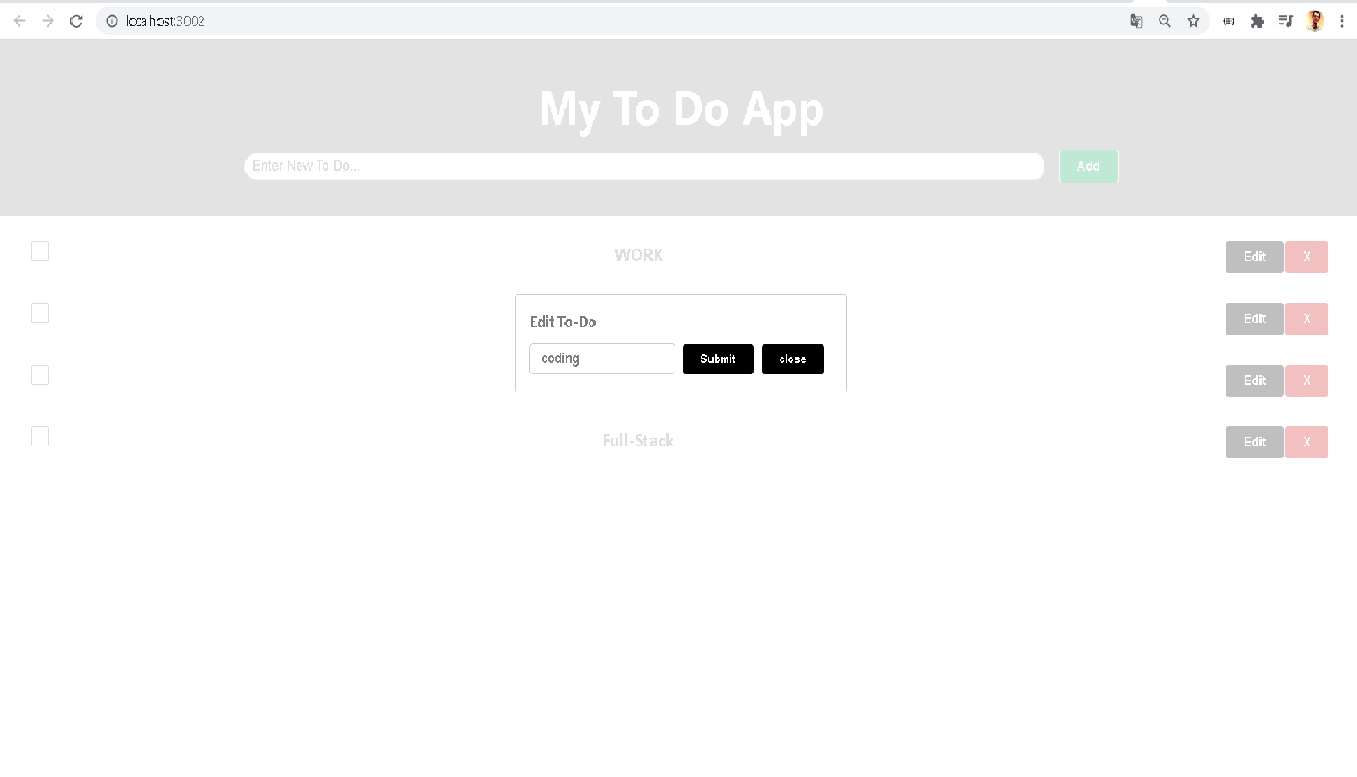 localhost:3002
My To Do App
Enter New To Do...
Add
WORK
Edit
X
Edit To-Do
Edit
X
coding
Submit
close
Edit
X
Full-Stack
Edit
X